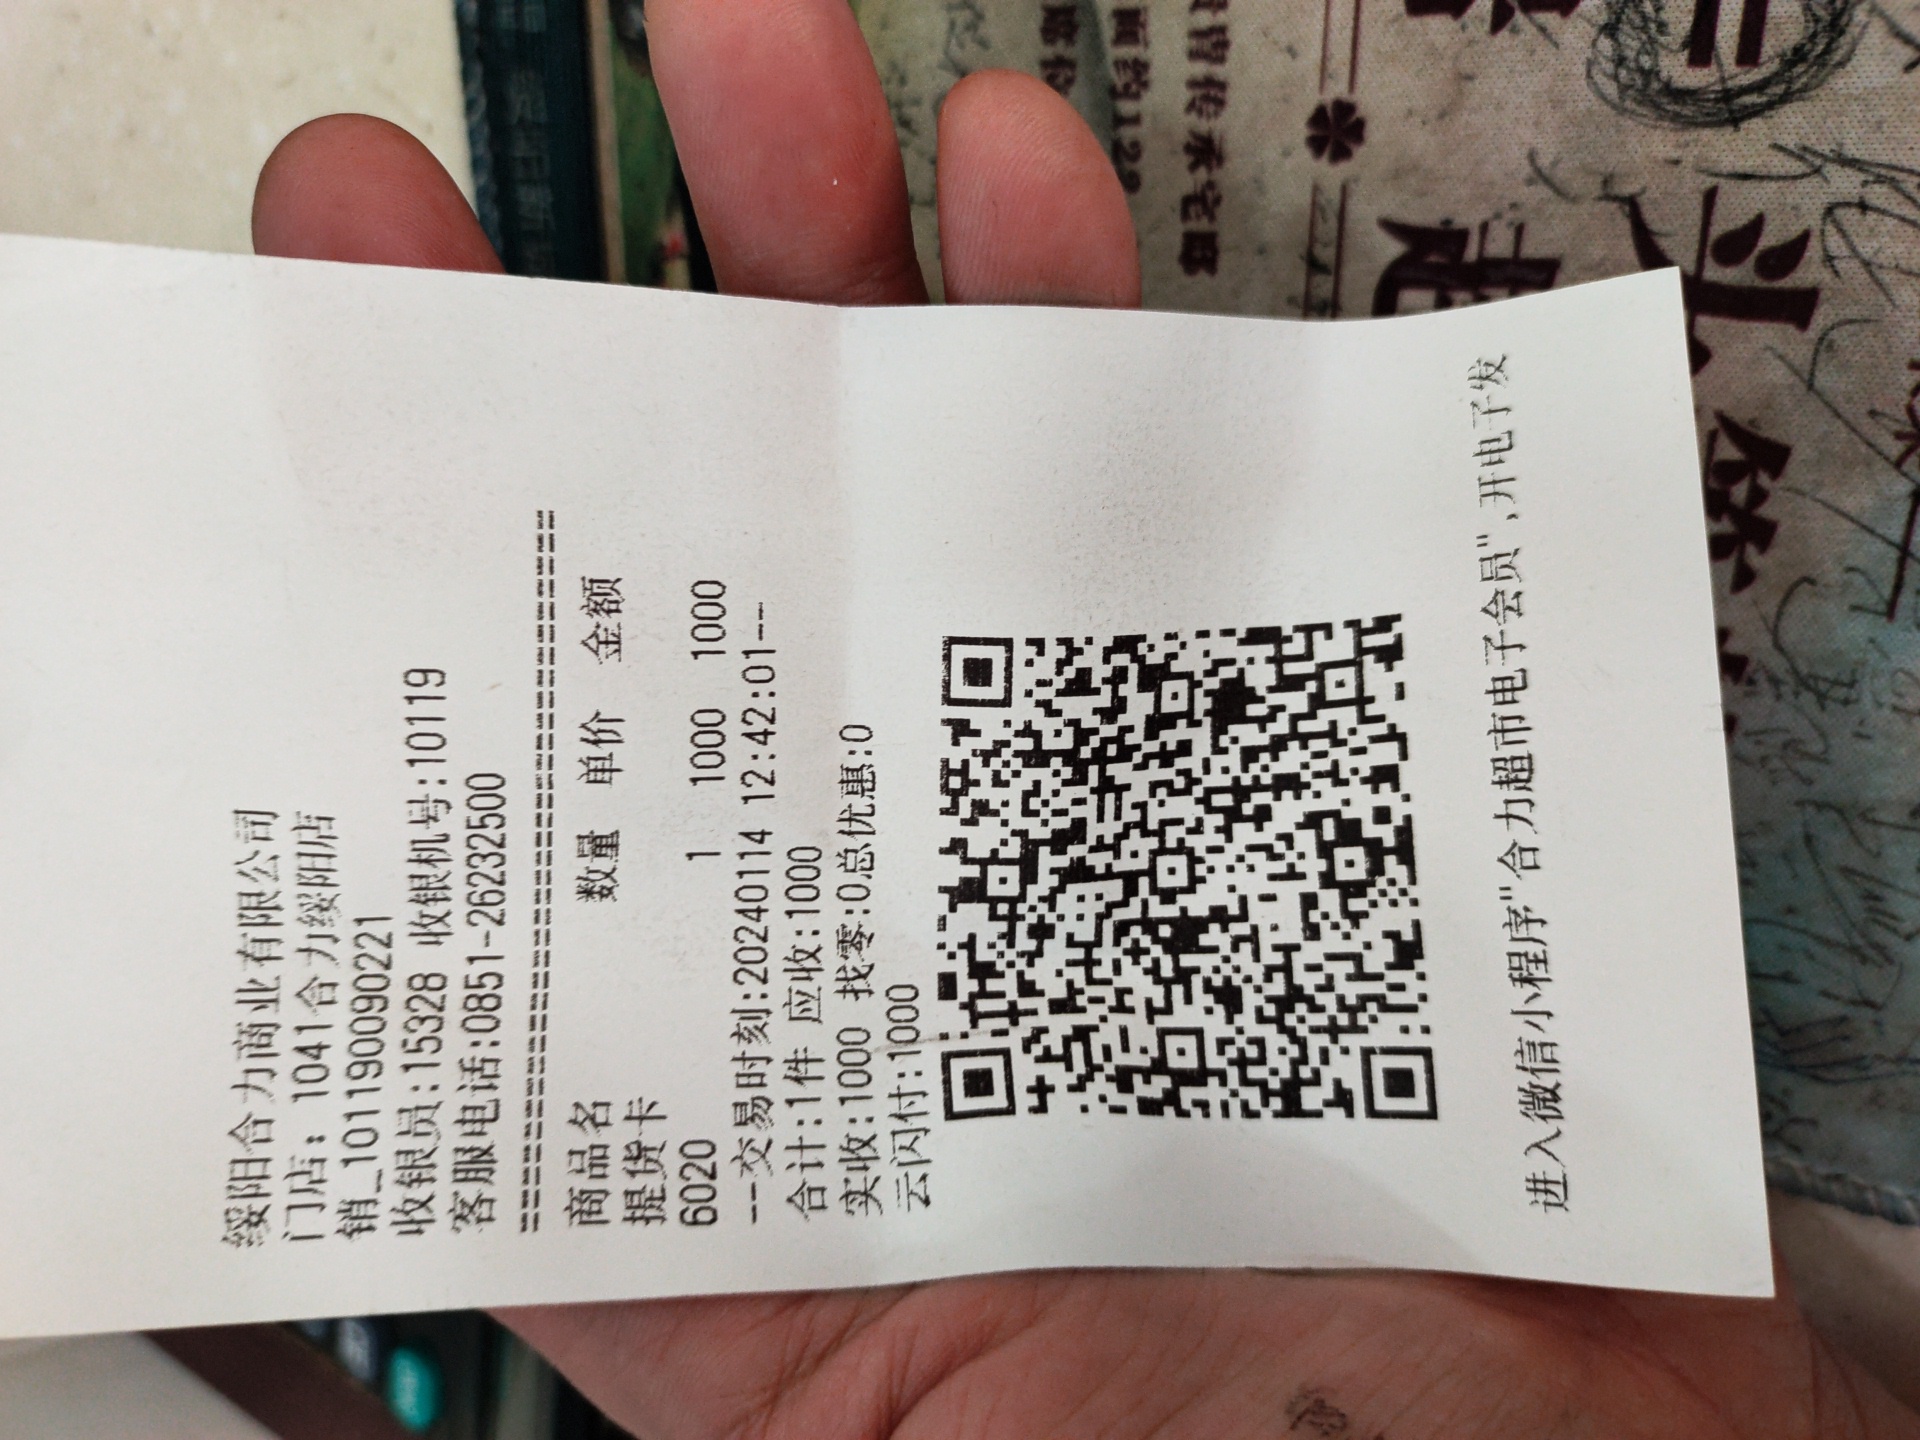 绥阳合力商业有限公司
门店：1041合力绥阳店
销_1011900090221
收银员:15328 收银机号:10119
客服电话:0851-26232500
商品名 数量 单价 金额
提货卡
6020 1 1000 1000
--交易时刻:20240114 12:42:01--
合计:1件 应收:1000
实收:1000 找零:0总优惠:0
云闪付:1000
进入微信小程序"合力超市电子会员",开电子发